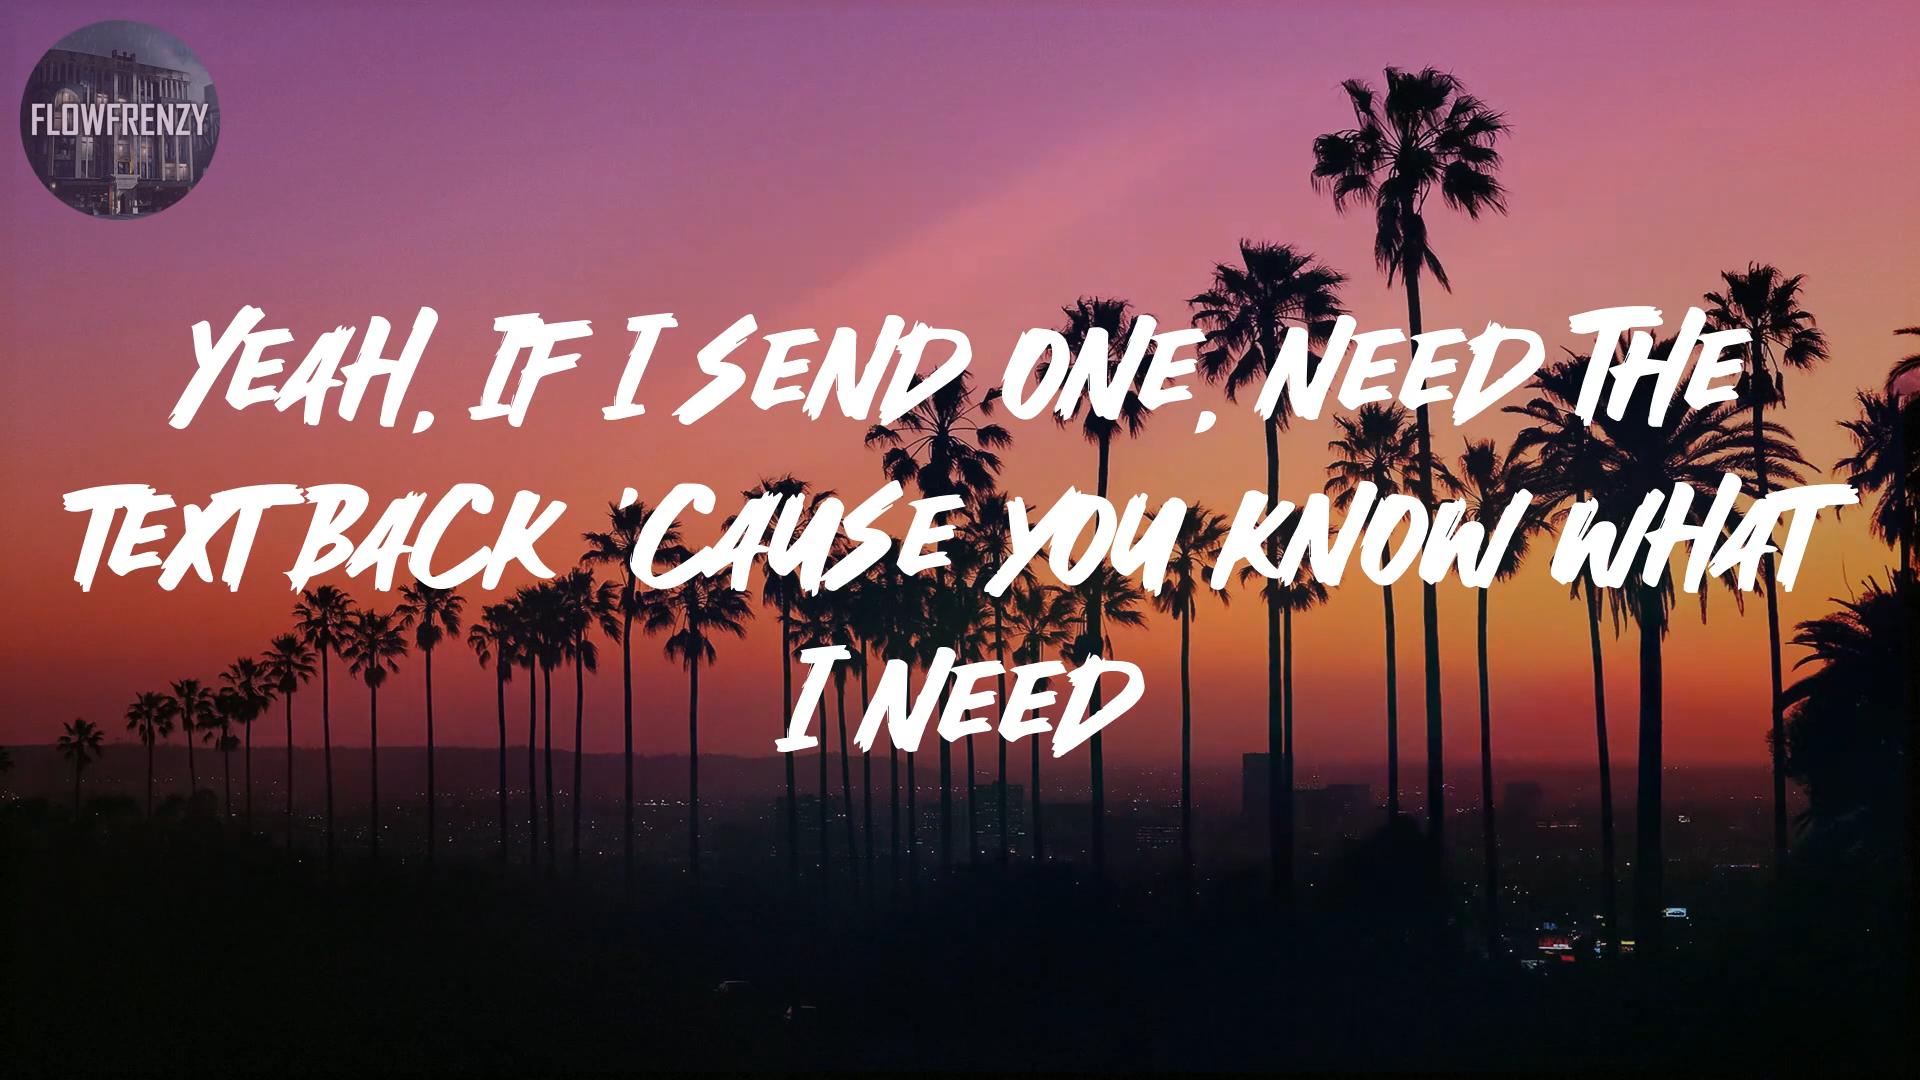 FLOWFRENZY
YEAH, IF I SEND ONE, NEED THE
TEXT BACK 'CAUSE YOU KNOW WHAT
I NEED